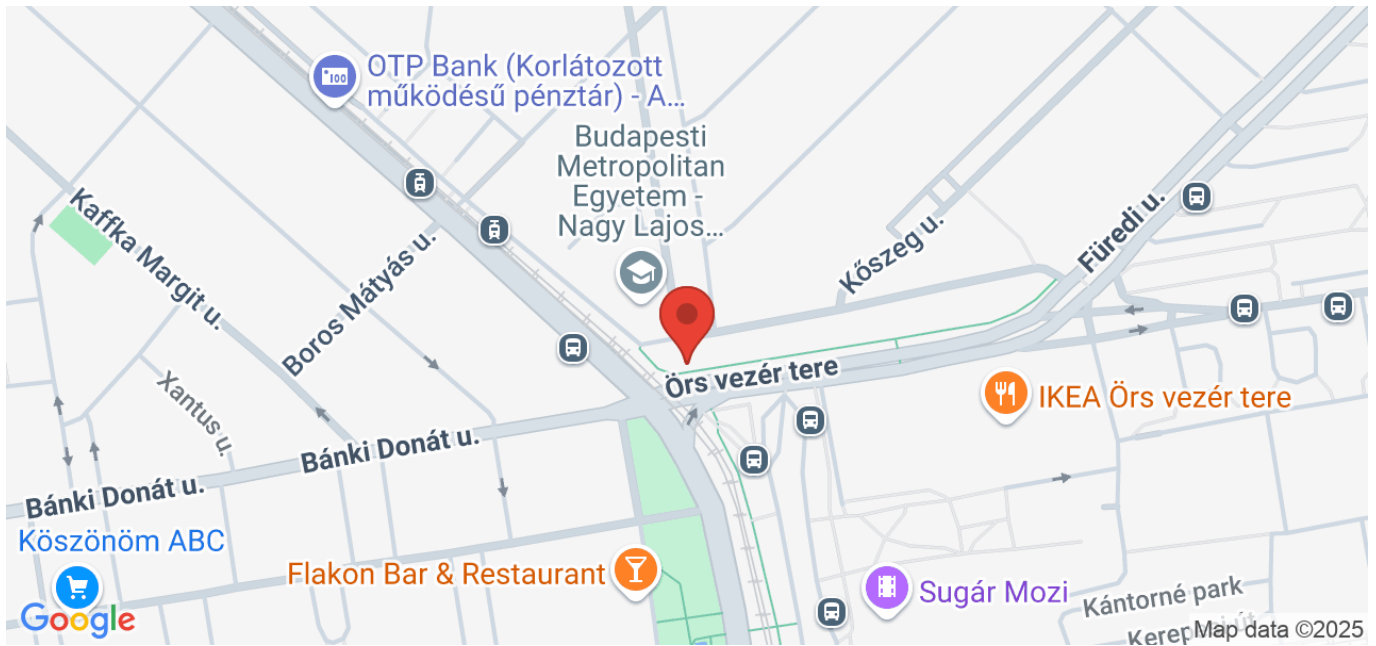 OTP Bank (Korlátozott
működésű pénztár) - A...
100
Budapesti
Metropolitan
Egyetem -
Nagy Lajos...
Kaffka Margit u.
Boros Mátyás u.
Kőszeg u.
Füredi u.
Xantus u.
Örs vezér tere
IKEA Örs vezér tere
Bánki Donát u.
Bánki Donát u.
Köszönöm ABC
Flakon Bar & Restaurant
Sugár Mozi
Kántorné park
Google
Map data ©2025